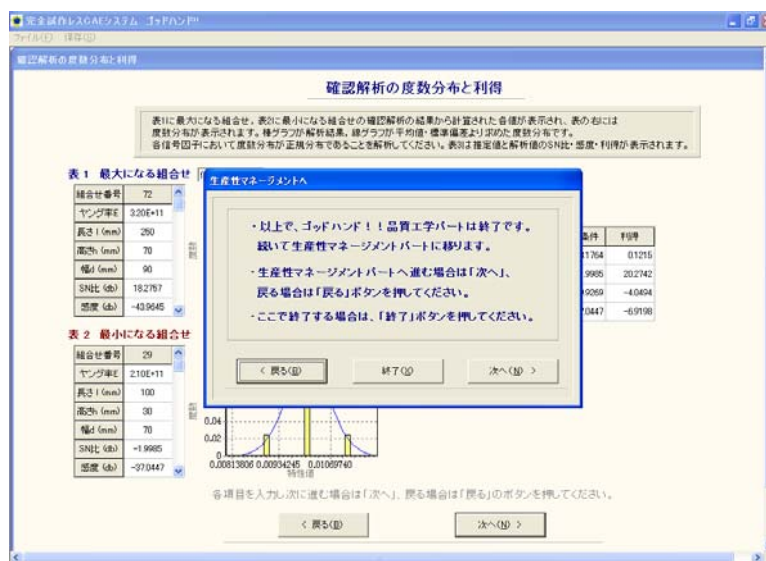 完全試作レスCAEシステム ゴッドハンド™
ファイル(F) 保存(S)
確認解析の度数分布と利得
確認解析の度数分布と利得
表1に最大になる組合せ、表2に最小になる組合せの確認解析の結果から計算された各値が表示され、表の右には
度数分布が表示されます。棒グラフが解析結果、線グラフが平均値・標準偏差より求めた度数分布です。
各信号因子において度数分布が正規分布であることを解析してください。表3は推定値と解析値のSN比・感度・利得が表示されます。
表1 最大になる組合せ
組合せ番号 72
ヤング率E 3.20E+11
長さl (mm) 250
高さh (mm) 70
幅d (mm) 90
SN比 (db) 18.2757
感度 (db) -43.9645
度数
条件 利得
0.1215
20.2742
-4.0494
-6.9198
生産性マネージメントへ
・以上で、ゴッドハンド！！品質工学パートは終了です。
続いて生産性マネージメントパートに移ります。
・生産性マネージメントパートへ進む場合は「次へ」、
戻る場合は「戻る」ボタンを押してください。
・ここで終了する場合は、「終了」ボタンを押してください。
< 戻る(B) 終了(X) 次へ(N) >
表2 最小になる組合せ
組合せ番号 29
ヤング率E 2.10E+11
長さl (mm) 100
高さh (mm) 30
幅d (mm) 70
SN比 (db) -1.9985
感度 (db) -37.0447
度数
0.04
0.02
0
0.00813806 0.00934245 0.01069740
特性値
各項目を入力し次に進む場合は「次へ」、戻る場合は「戻る」のボタンを押してください。
< 戻る(B) 次へ(N) >